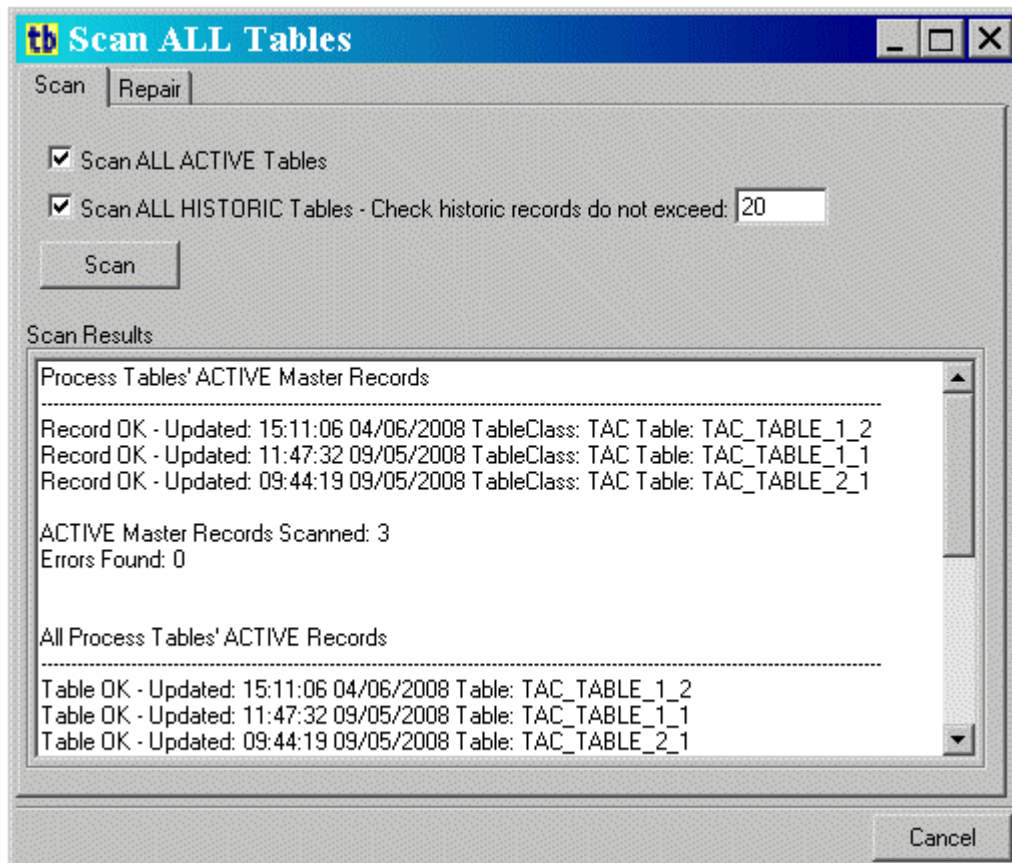 tb Scan ALL Tables
Scan Repair
Scan ALL ACTIVE Tables
Scan ALL HISTORIC Tables - Check historic records do not exceed: 20
Scan
Scan Results
Process Tables' ACTIVE Master Records
Record OK - Updated: 15:11:06 04/06/2008 TableClass: TAC Table: TAC_TABLE_1_2
Record OK - Updated: 11:47:32 09/05/2008 TableClass: TAC Table: TAC_TABLE_1_1
Record OK - Updated: 09:44:19 09/05/2008 TableClass: TAC Table: TAC_TABLE_2_1
ACTIVE Master Records Scanned: 3
Errors Found: 0
All Process Tables' ACTIVE Records
Table OK - Updated: 15:11:06 04/06/2008 Table: TAC_TABLE_1_2
Table OK - Updated: 11:47:32 09/05/2008 Table: TAC_TABLE_1_1
Table OK - Updated: 09:44:19 09/05/2008 Table: TAC_TABLE_2_1
Cancel